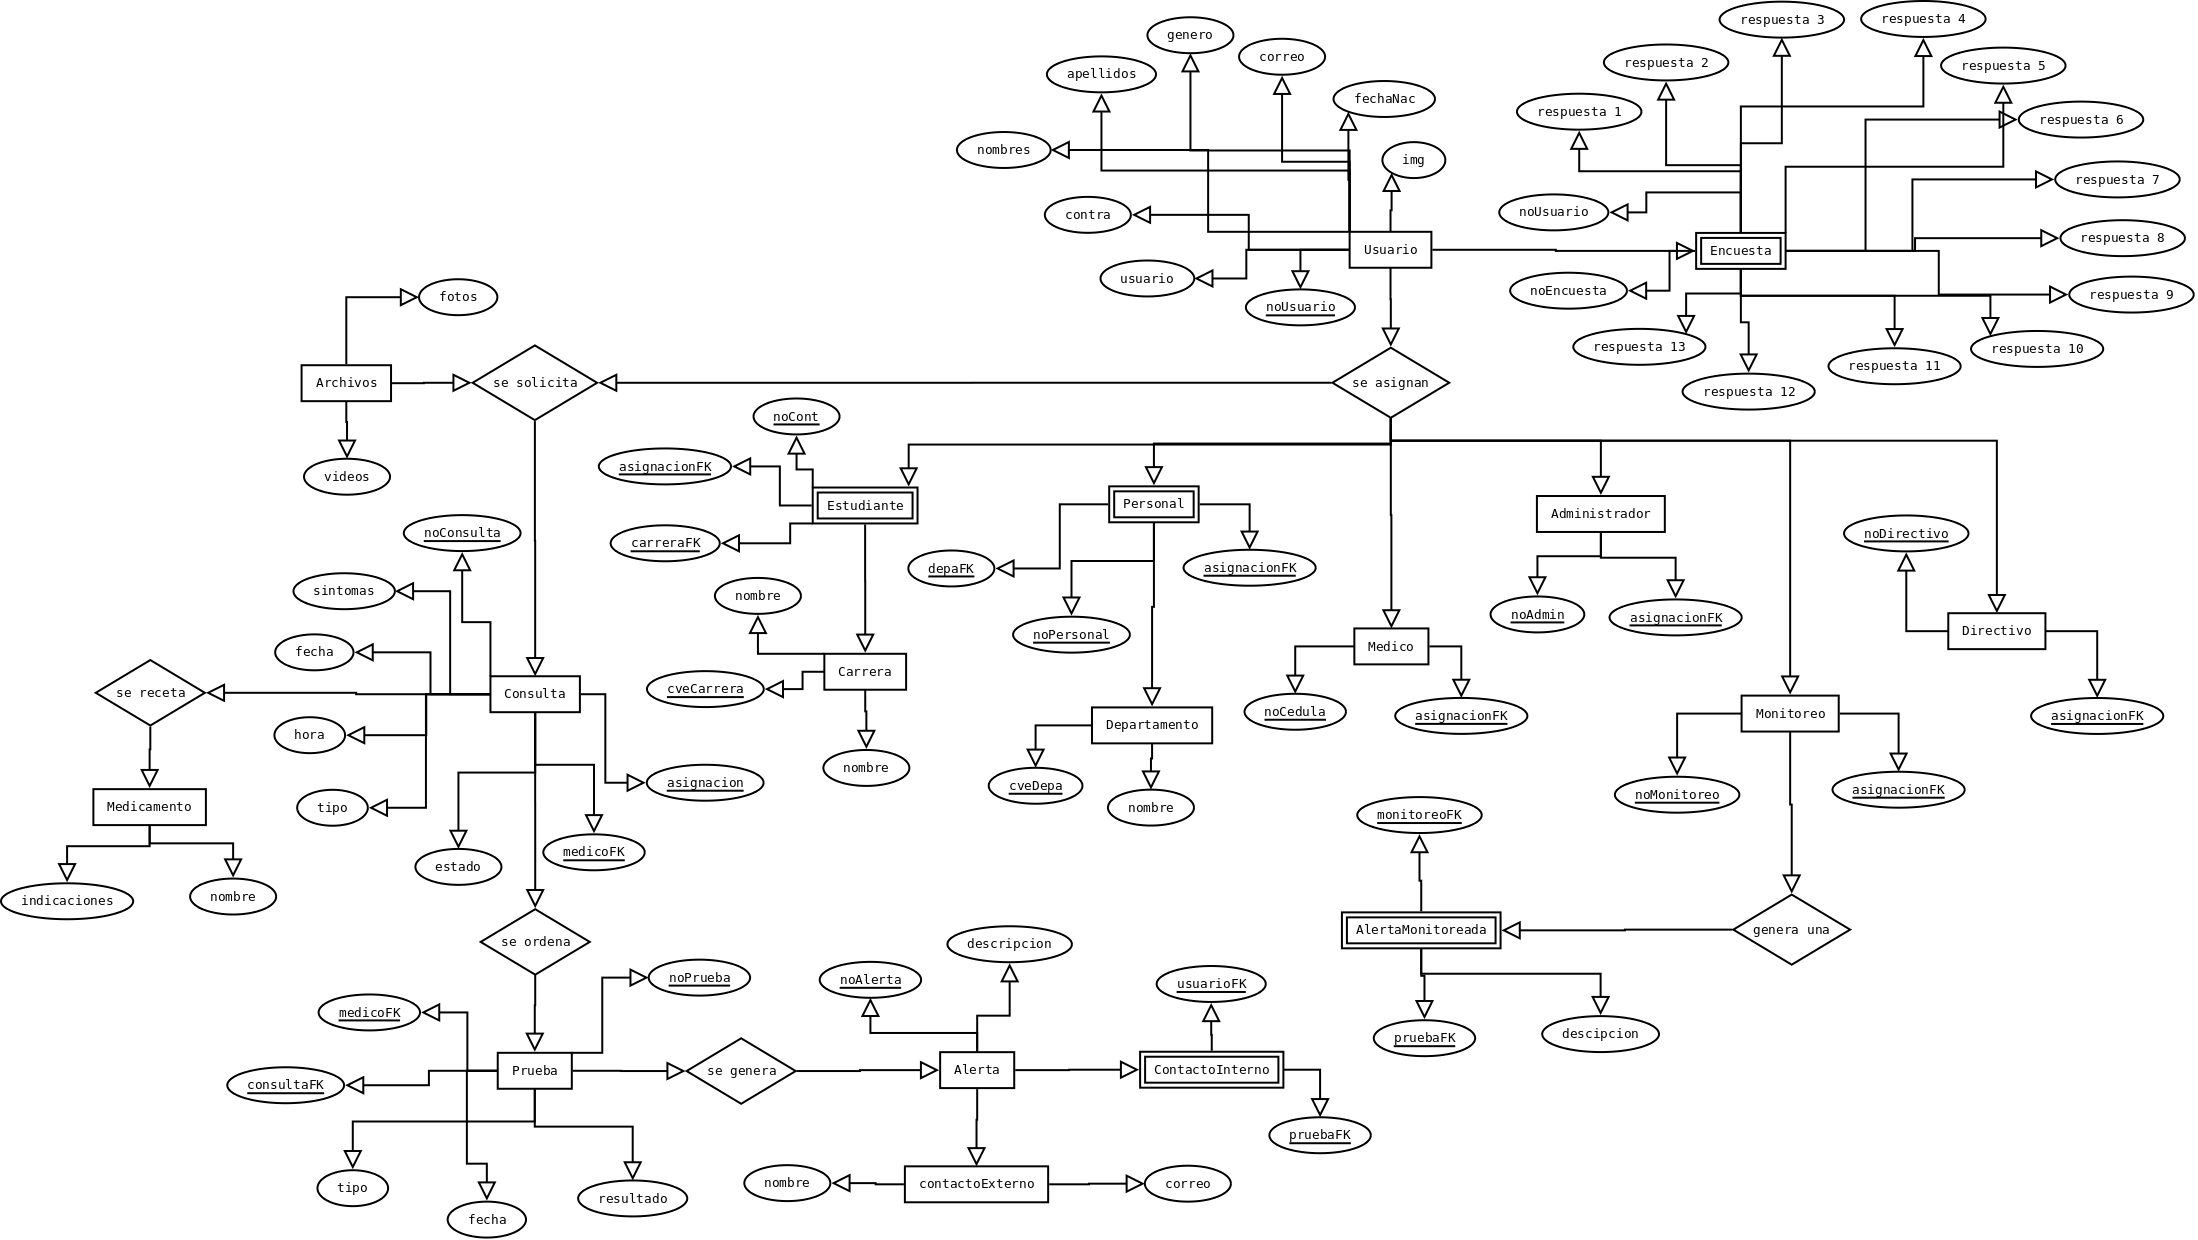 respuesta 3
respuesta 4
genero
correo
respuesta 2
respuesta 5
apellidos
fechaNac
respuesta 1
respuesta 6
nombres
img
respuesta 7
contra
noUsuario
respuesta 8
Usuario
Encuesta
usuario
noEncuesta
respuesta 9
fotos
noUsuario
respuesta 13
respuesta 10
respuesta 11
Archivos
se solicita
se asignan
respuesta 12
noCont
asignacionFK
videos
Estudiante
Personal
Administrador
noConsulta
noDirectivo
carreraFK
depaFK
asignacionFK
sintomas
nombre
noAdmin
asignacionFK
noPersonal
Directivo
fecha
Medico
Carrera
se receta
Consulta
cveCarrera
noCedula
asignacionFK
Monitoreo
asignacionFK
hora
Departamento
nombre
asignacion
cveDepa
noMonitoreo
asignacionFK
Medicamento
tipo
nombre
monitoreoFK
estado
medicoFK
indicaciones
nombre
AlertaMonitoreada
genera una
se ordena
descripcion
noPrueba
noAlerta
usuarioFK
medicoFK
pruebaFK
descipcion
Prueba
se genera
Alerta
ContactoInterno
consultaFK
pruebaFK
tipo
resultado
nombre
contactoExterno
correo
fecha